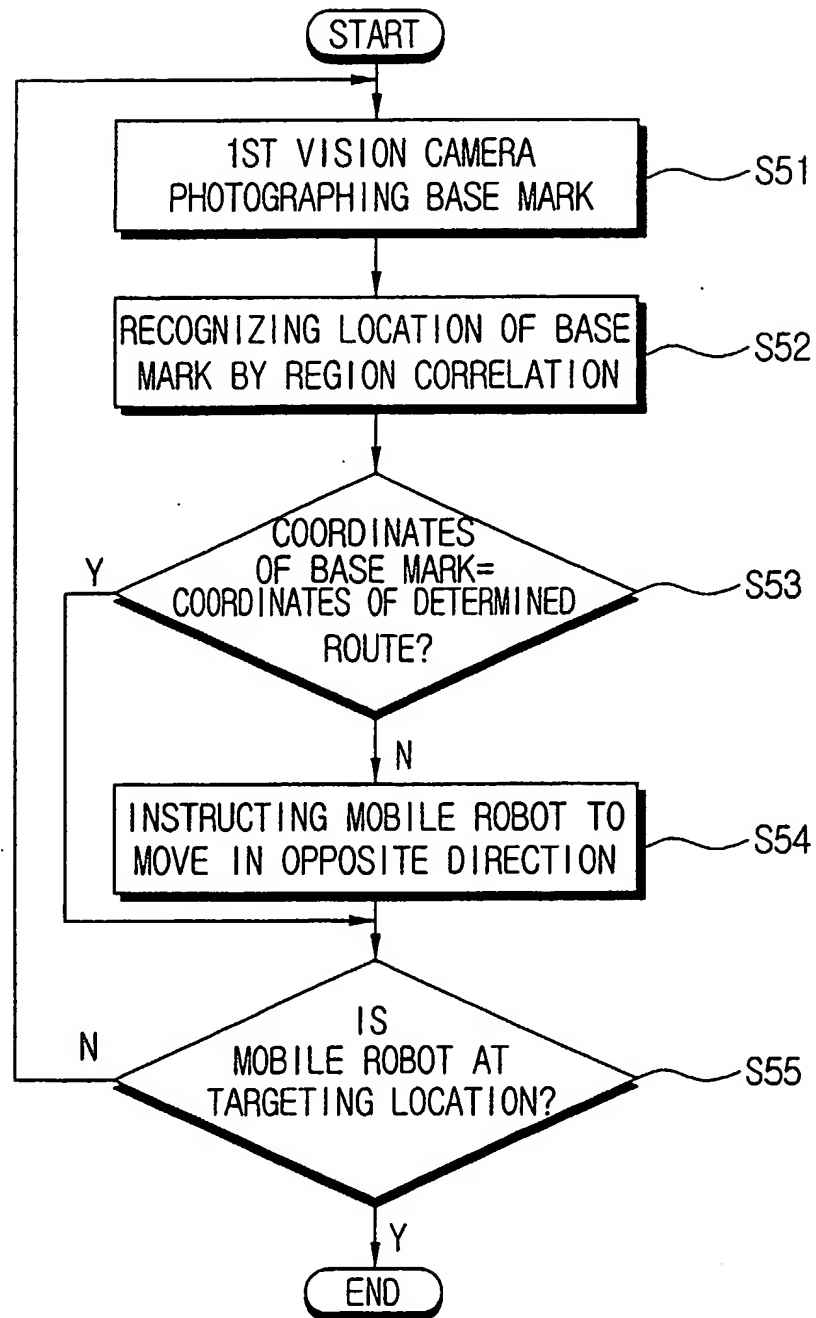 START
1ST VISION CAMERA
PHOTOGRAPHING BASE MARK
S51
RECOGNIZING LOCATION OF BASE
MARK BY REGION CORRELATION
S52
COORDINATES
OF BASE MARK=
COORDINATES OF DETERMINED
ROUTE?
Y
S53
N
INSTRUCTING MOBILE ROBOT TO
MOVE IN OPPOSITE DIRECTION
S54
IS
MOBILE ROBOT AT
TARGETING LOCATION?
N
S55
Y
END